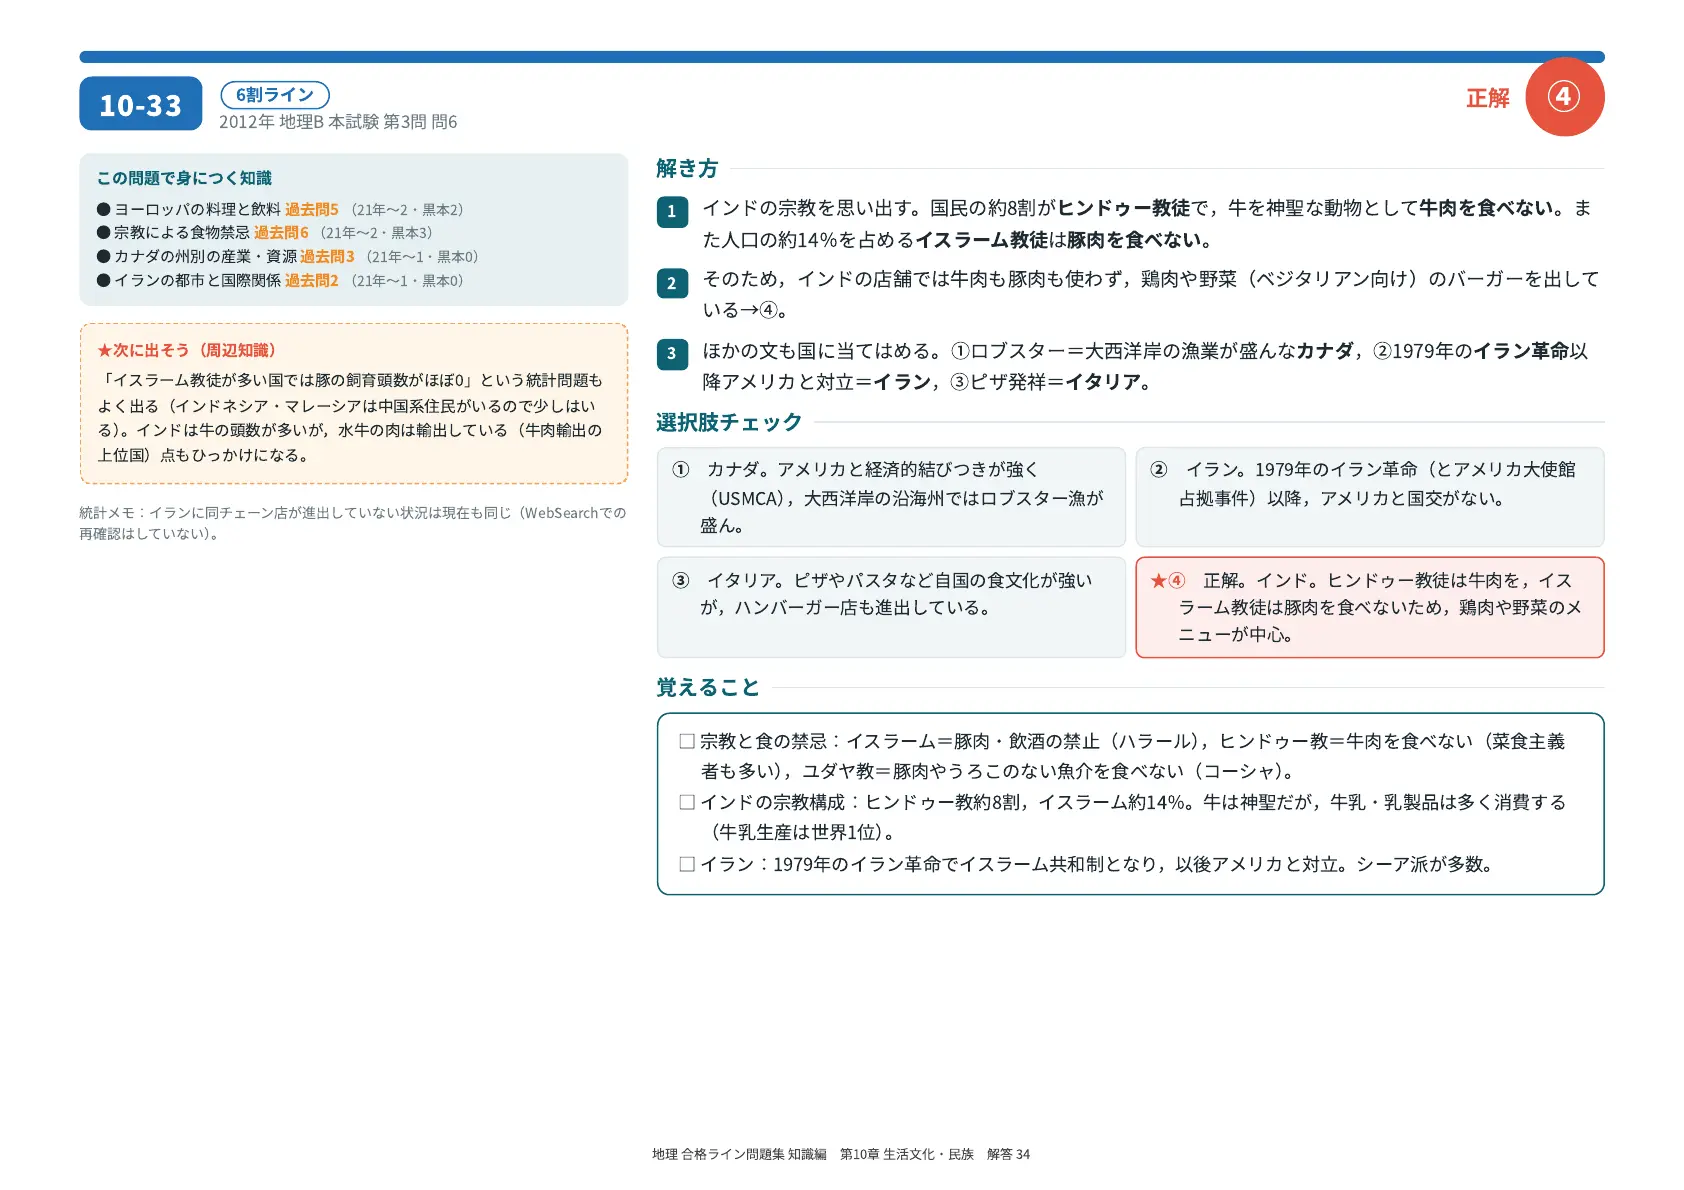 10-33
6割ライン
2012年 地理B 本試験 第3問 問6
正解 ④
この問題で身につく知識
● ヨーロッパの料理と飲料 過去問5 （21年〜2・黒本2）
● 宗教による食物禁忌 過去問6 （21年〜2・黒本3）
● カナダの州別の産業・資源 過去問3 （21年〜1・黒本0）
● イランの都市と国際関係 過去問2 （21年〜1・黒本0）
★次に出そう（周辺知識）
「イスラーム教徒が多い国では豚の飼育頭数がほぼ0」という統計問題も
よく出る（インドネシア・マレーシアは中国系住民がいるので少しはい
る）。インドは牛の頭数が多いが，水牛の肉は輸出している（牛肉輸出の
上位国）点もひっかけになる。
統計メモ：イランに同チェーン店が進出していない状況は現在も同じ（WebSearchでの
再確認はしていない）。
解き方
1 インドの宗教を思い出す。国民の約8割がヒンドゥー教徒で，牛を神聖な動物として牛肉を食べない。ま
た人口の約14%を占めるイスラーム教徒は豚肉を食べない。
2 そのため，インドの店舗では牛肉も豚肉も使わず，鶏肉や野菜（ベジタリアン向け）のバーガーを出して
いる→④。
3 ほかの文も国に当てはめる。①ロブスター＝大西洋岸の漁業が盛んなカナダ，②1979年のイラン革命以
降アメリカと対立＝イラン，③ピザ発祥＝イタリア。
選択肢チェック
① カナダ。アメリカと経済的結びつきが強く
（USMCA），大西洋岸の沿海州ではロブスター漁が
盛ん。
② イラン。1979年のイラン革命（とアメリカ大使館
占拠事件）以降，アメリカと国交がない。
③ イタリア。ピザやパスタなど自国の食文化が強い
が，ハンバーガー店も進出している。
★④ 正解。インド。ヒンドゥー教徒は牛肉を，イス
ラーム教徒は豚肉を食べないため，鶏肉や野菜のメ
ニューが中心。
覚えること
□ 宗教と食の禁忌：イスラーム＝豚肉・飲酒の禁止（ハラール），ヒンドゥー教＝牛肉を食べない（菜食主義
者も多い），ユダヤ教＝豚肉やうろこのない魚介を食べない（コーシャ）。
□ インドの宗教構成：ヒンドゥー教約8割，イスラーム約14%。牛は神聖だが，牛乳・乳製品は多く消費する
（牛乳生産は世界1位）。
□ イラン：1979年のイラン革命でイスラーム共和制となり，以後アメリカと対立。シーア派が多数。
地理 合格ライン問題集 知識編 第10章 生活文化・民族 解答 34